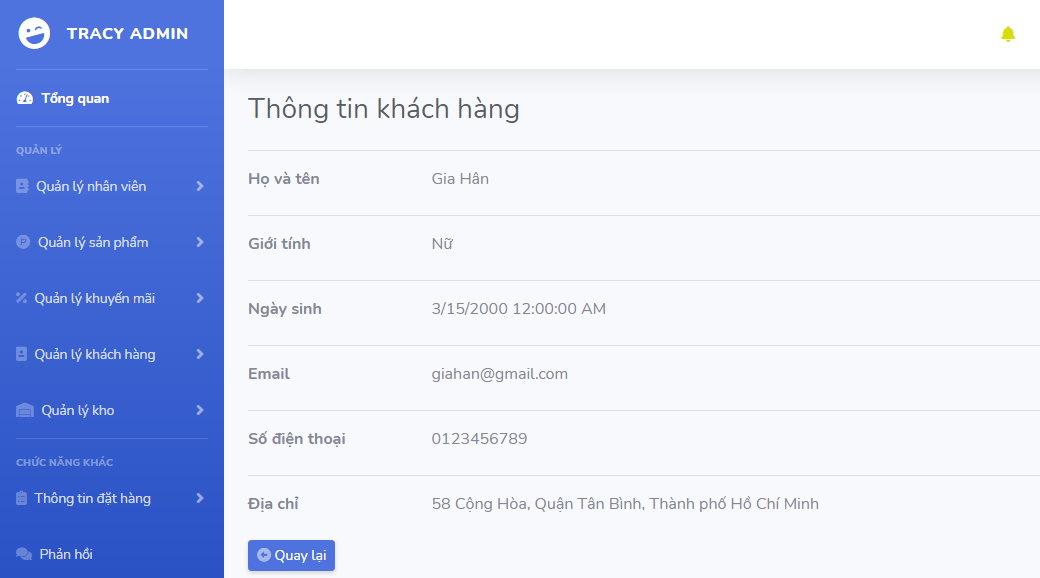 TRACY ADMIN
Tổng quan
QUẢN LÝ
Quản lý nhân viên
Quản lý sản phẩm
Quản lý khuyến mãi
Quản lý khách hàng
Quản lý kho
CHỨC NĂNG KHÁC
Thông tin đặt hàng
Phản hồi
Thông tin khách hàng
Họ và tên Gia Hân
Giới tính Nữ
Ngày sinh 3/15/2000 12:00:00 AM
Email giahan@gmail.com
Số điện thoại 0123456789
Địa chỉ 58 Cộng Hòa, Quận Tân Bình, Thành phố Hồ Chí Minh
Quay lại